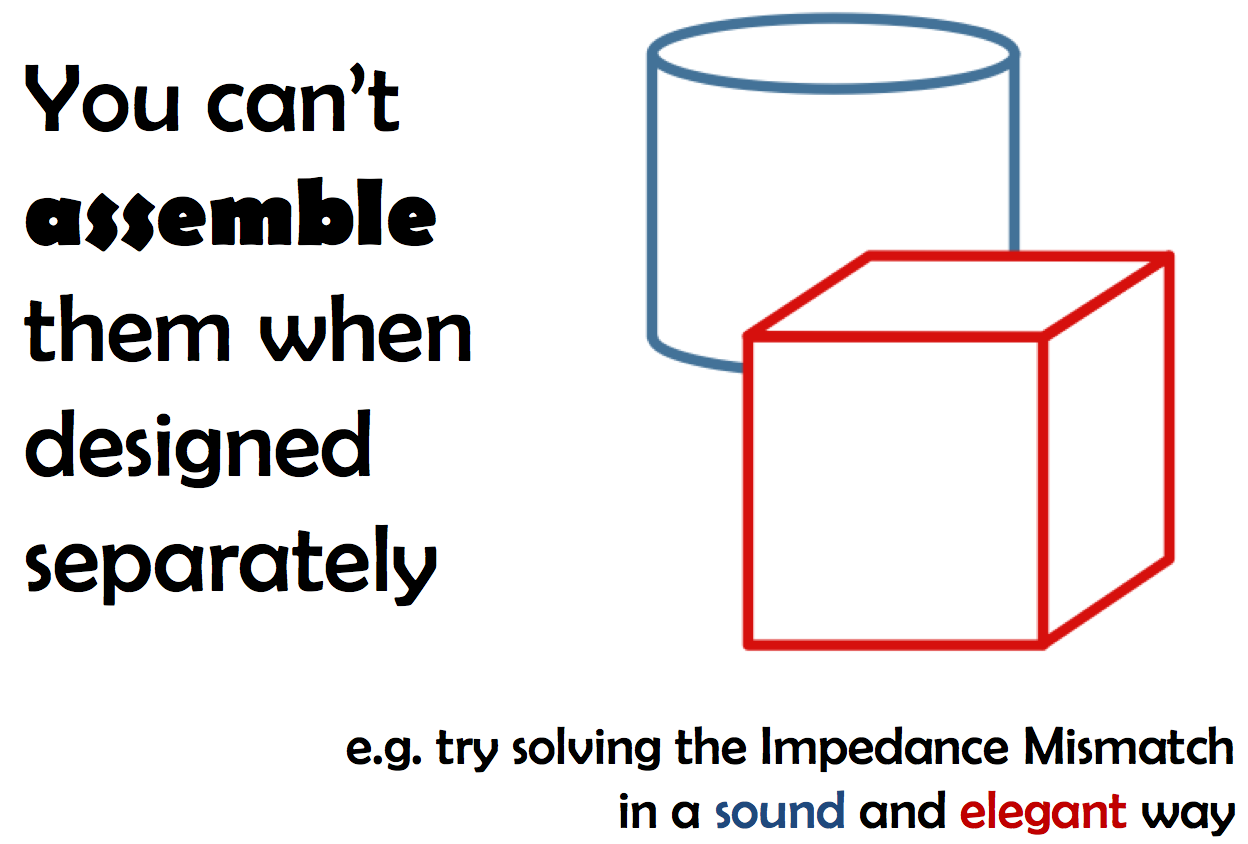 You can’t
assemble
them when
designed
separately
e.g. try solving the Impedance Mismatch
in a sound and elegant way